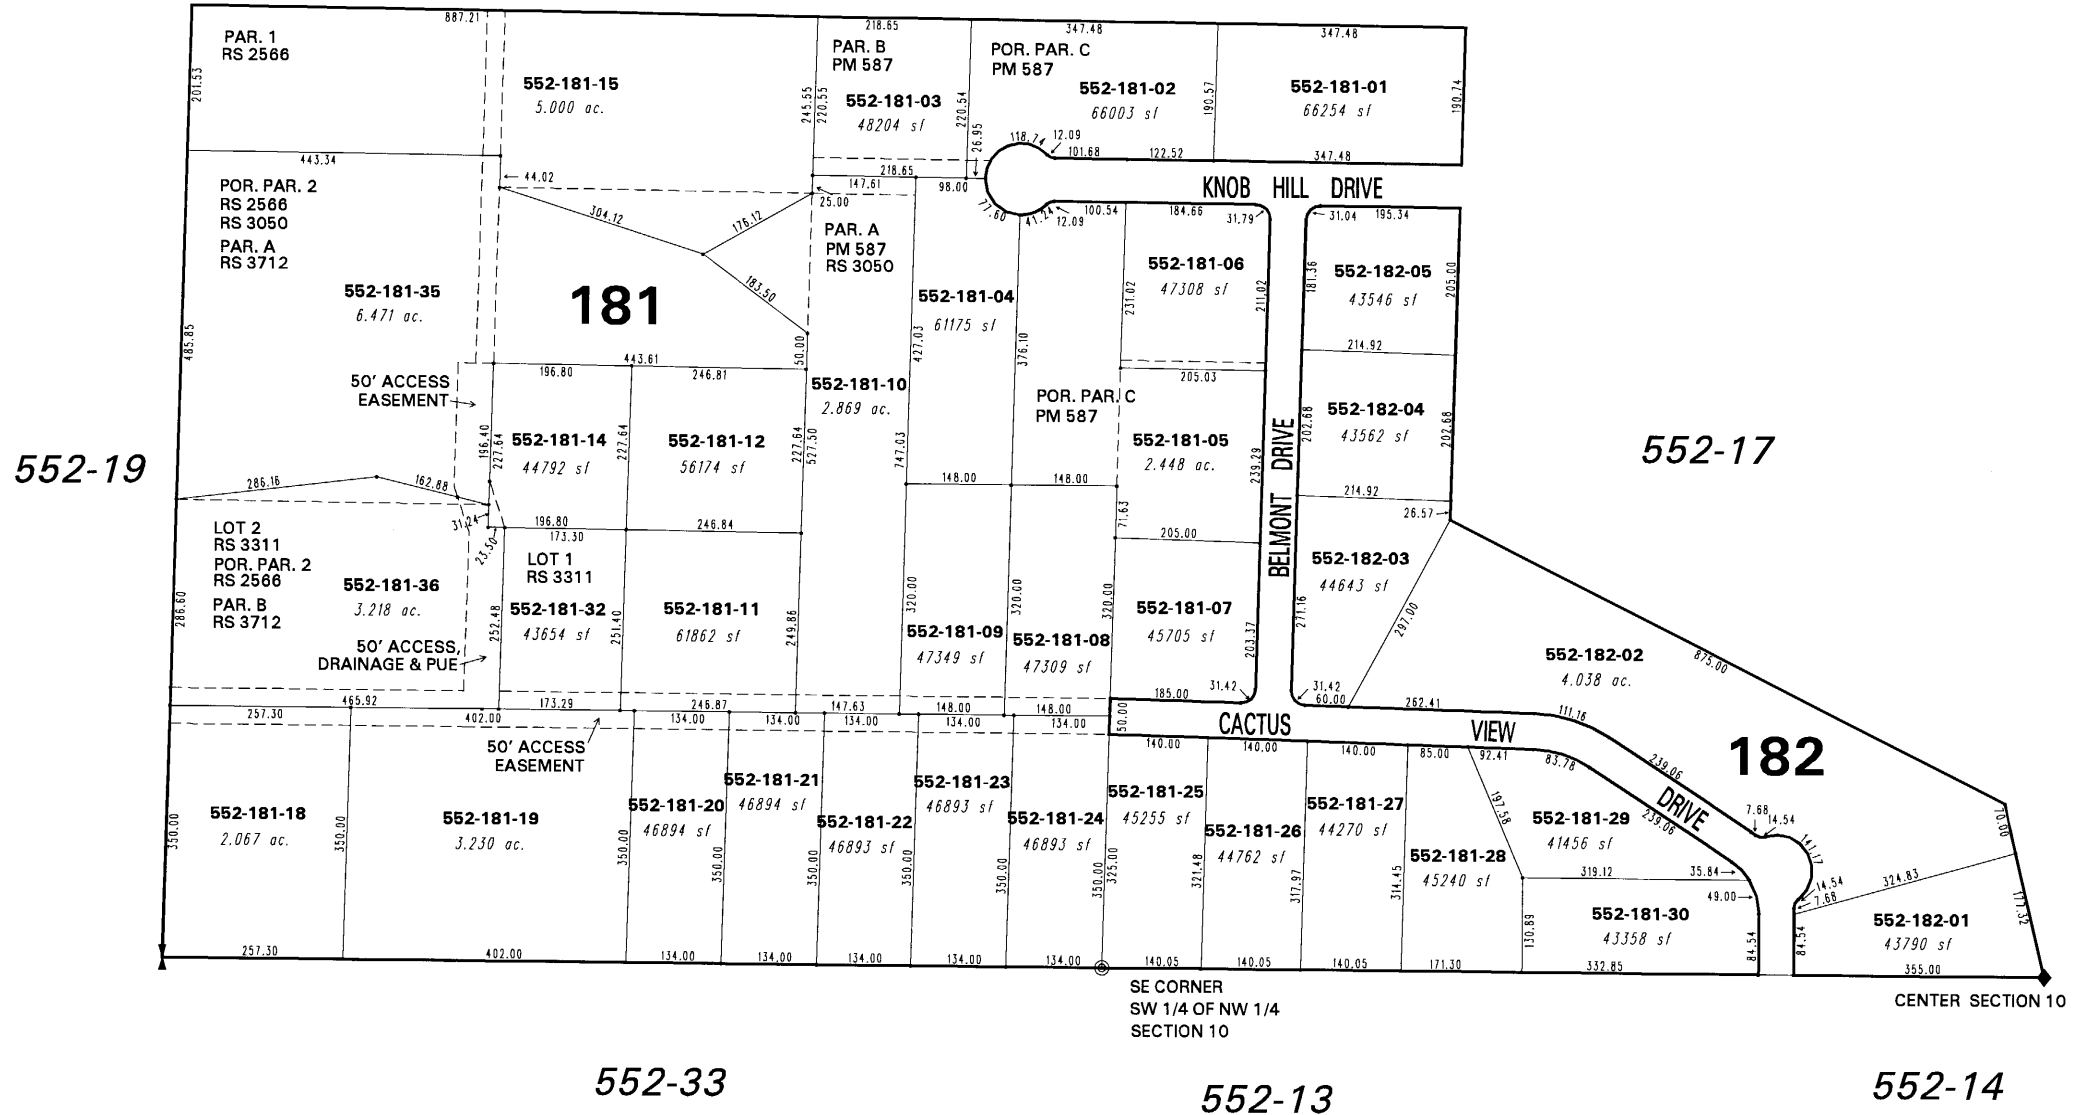 887.21
218.65
347.48
347.48
PAR. 1
RS 2566
201.53
552-181-15
5.000 ac.
245.55
220.55
PAR. B
PM 587
552-181-03
48204 sf
220.54
26.95
POR. PAR. C
PM 587
552-181-02
66003 sf
190.57
552-181-01
66254 sf
190.74
118.74
12.09
101.68
122.52
347.48
443.34
44.02
218.65
147.61
98.00
25.00
KNOB HILL DRIVE
77.60
41.24
12.09
100.54
184.66
31.79
31.04
195.34
POR. PAR. 2
RS 2566
RS 3050
PAR. A
RS 3712
304.12
176.12
183.50
PAR. A
PM 587
RS 3050
552-181-35
6.471 ac.
181
485.85
552-181-04
61175 sf
427.03
376.10
231.02
552-181-06
47308 sf
211.02
181.36
552-182-05
43546 sf
205.00
50.00
443.61
196.80
246.81
205.03
214.92
50' ACCESS
EASEMENT
552-181-10
2.869 ac.
POR. PAR. C
PM 587
552-182-04
43562 sf
202.68
202.68
196.40
227.64
552-181-14
44792 sf
227.64
552-181-12
56174 sf
227.64
527.50
747.03
552-181-05
2.448 ac.
239.29
BELMONT DRIVE
552-19
552-17
286.16
162.88
148.00
148.00
214.92
26.57
31.24
23.50
196.80
173.30
246.84
71.63
205.00
LOT 2
RS 3311
POR. PAR. 2
RS 2566
PAR. B
RS 3712
552-181-36
3.218 ac.
286.60
LOT 1
RS 3311
552-181-32
43654 sf
252.48
251.40
552-181-11
61862 sf
249.86
320.00
552-181-09
47349 sf
320.00
552-181-08
47309 sf
320.00
552-181-07
45705 sf
203.37
271.16
552-182-03
44643 sf
297.00
552-182-02
4.038 ac.
875.00
50' ACCESS,
DRAINAGE & PUE
465.92
257.30
402.00
173.29
246.87
147.63
148.00
148.00
185.00
31.42
31.42
60.00
262.41
111.16
134.00
134.00
134.00
134.00
134.00
50.00
CACTUS VIEW DRIVE
140.00
140.00
140.00
85.00
92.41
83.78
239.06
239.06
182
50' ACCESS
EASEMENT
350.00
552-181-18
2.067 ac.
350.00
552-181-19
3.230 ac.
350.00
552-181-20
46894 sf
350.00
552-181-21
46894 sf
350.00
552-181-22
46893 sf
350.00
552-181-23
46893 sf
350.00
552-181-24
46893 sf
350.00
325.00
552-181-25
45255 sf
321.48
552-181-26
44762 sf
317.97
552-181-27
44270 sf
314.45
552-181-28
45240 sf
197.58
552-181-29
41456 sf
319.12
35.84
49.00
7.68
14.54
141.17
14.54
7.68
324.83
70.00
177.32
130.89
552-181-30
43358 sf
84.54
84.54
552-182-01
43790 sf
257.30
402.00
134.00
134.00
134.00
134.00
134.00
140.05
140.05
140.05
171.30
332.85
355.00
SE CORNER
SW 1/4 OF NW 1/4
SECTION 10
CENTER SECTION 10
552-33
552-13
552-14